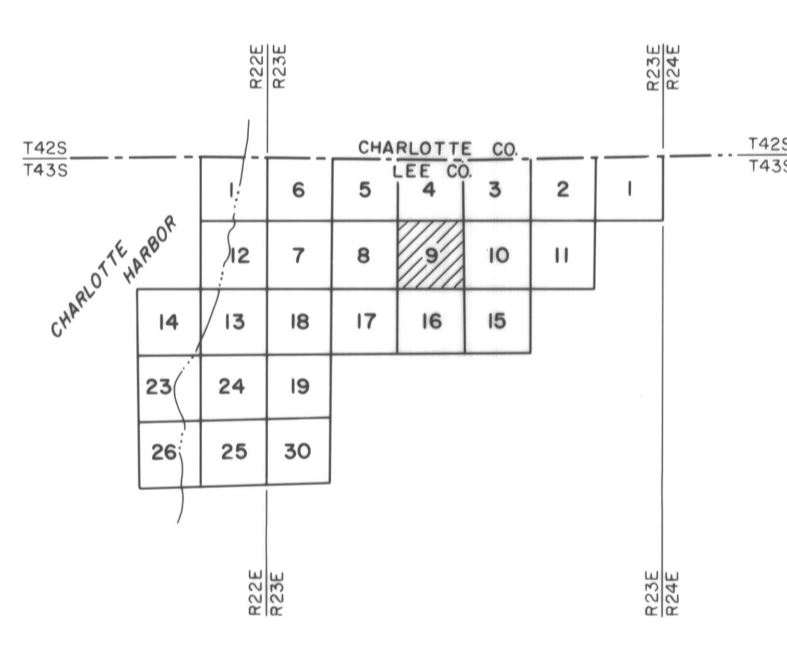 R22E
R23E
R23E
R24E
T42S
T43S
CHARLOTTE CO.
LEE CO.
T42S
T43S
1 6 5 4 3 2 1
12 7 8 9 10 11
CHARLOTTE
HARBOR
14 13 18 17 16 15
23 24 19
26 25 30
R22E
R23E
R23E
R24E